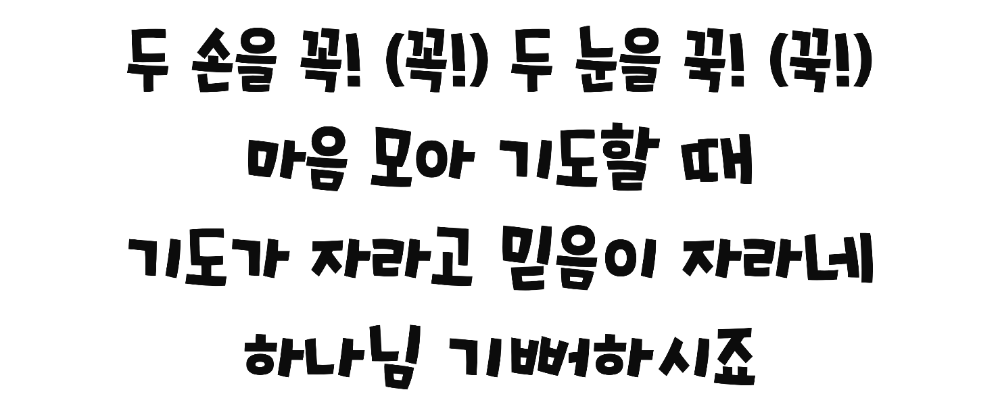 두 손을 꼭! (꼭!) 두 눈을 꾹! (꾹!)
마음 모아 기도할 때
기도가 자라고 믿음이 자라네
하나님 기뻐하시죠